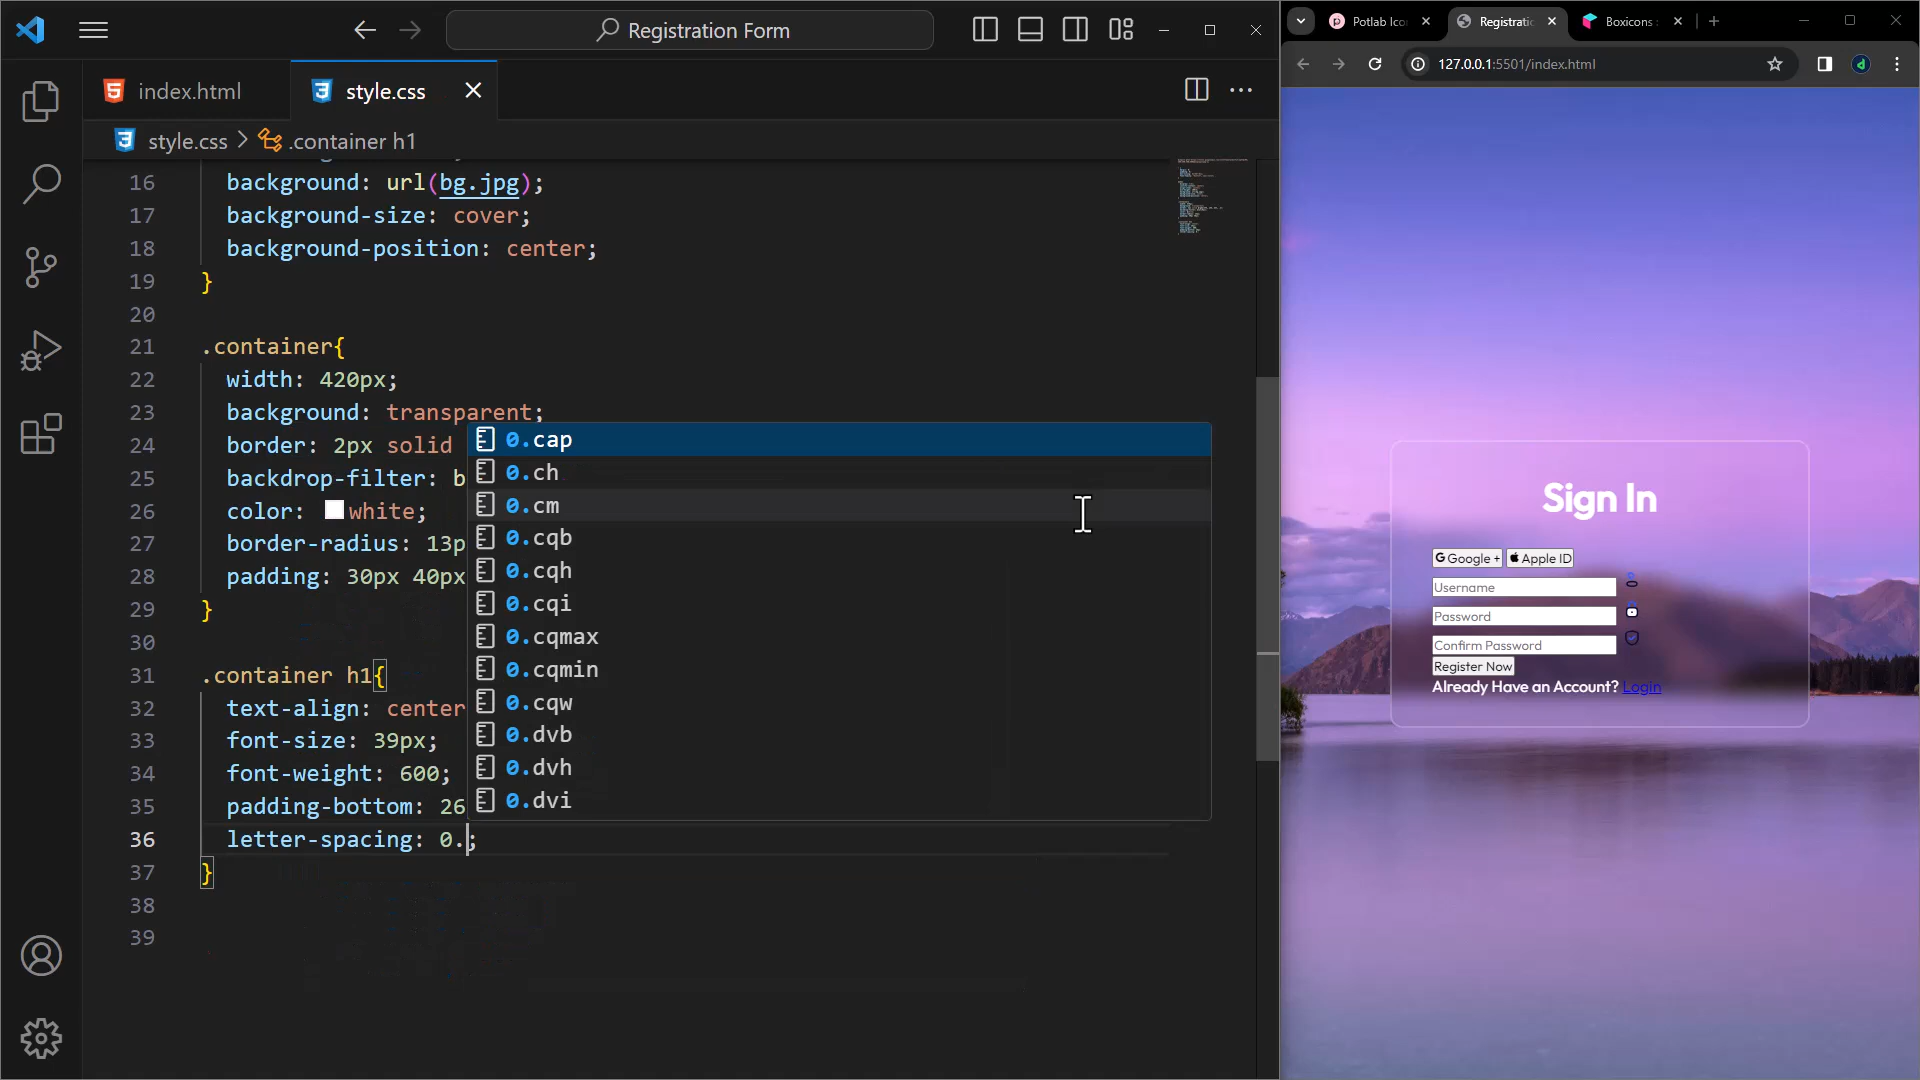 Registration Form
index.html
style.css
style.css > .container h1
16 background: url(bg.jpg);
17 background-size: cover;
18 background-position: center;
19 }
20
21 .container{
22 width: 420px;
23 background: transparent;
24 border: 2px solid
25 backdrop-filter: b
26 color: white;
27 border-radius: 13p
28 padding: 30px 40px
29 }
30
31 .container h1{
32 text-align: center
33 font-size: 39px;
34 font-weight: 600;
35 padding-bottom: 26
36 letter-spacing: 0.;
37 }
38
39
0.cap
0.ch
0.cm
0.cqb
0.cqh
0.cqi
0.cqmax
0.cqmin
0.cqw
0.dvb
0.dvh
0.dvi
Potlab Ico
Registratio
Boxicons :
127.0.0.1:5501/index.html
d
Sign In
Google +
Apple ID
Username
Password
Confirm Password
Register Now
Already Have an Account? Login